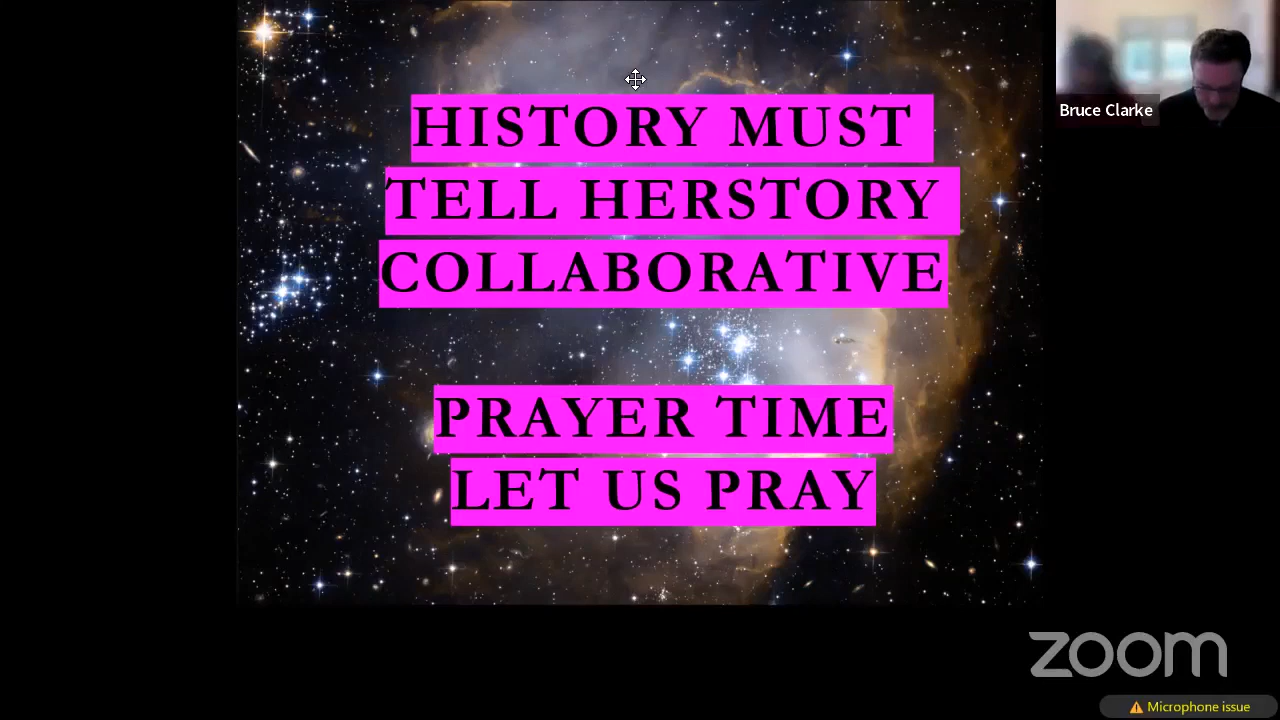 HISTORY MUST
TELL HERSTORY
COLLABORATIVE
PRAYER TIME
LET US PRAY
Bruce Clarke
zoom
Microphone issue